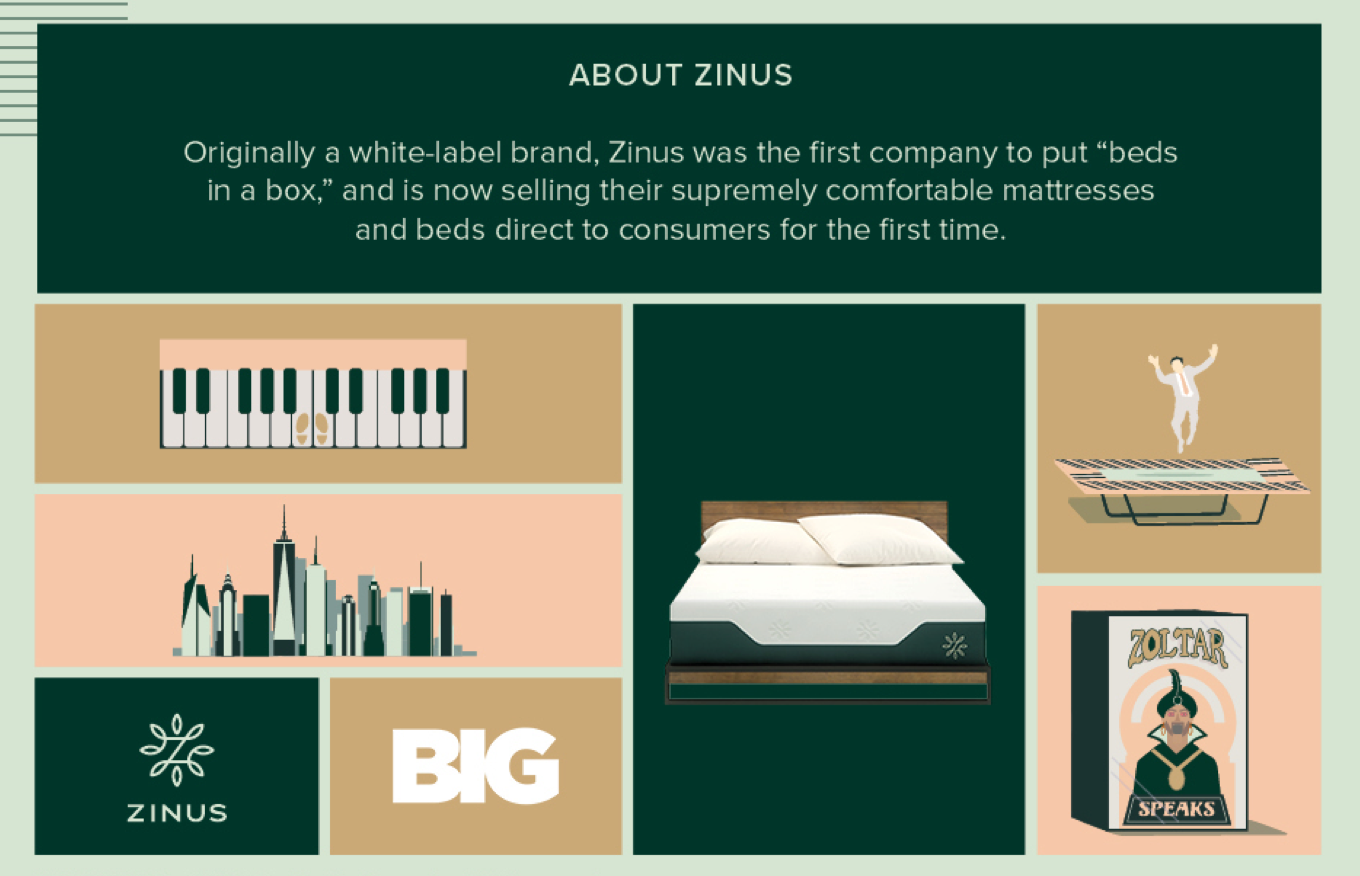 ABOUT ZINUS
Originally a white-label brand, Zinus was the first company to put “beds
in a box,” and is now selling their supremely comfortable mattresses
and beds direct to consumers for the first time.
ZINUS
BIG
ZOLTAR
SPEAKS